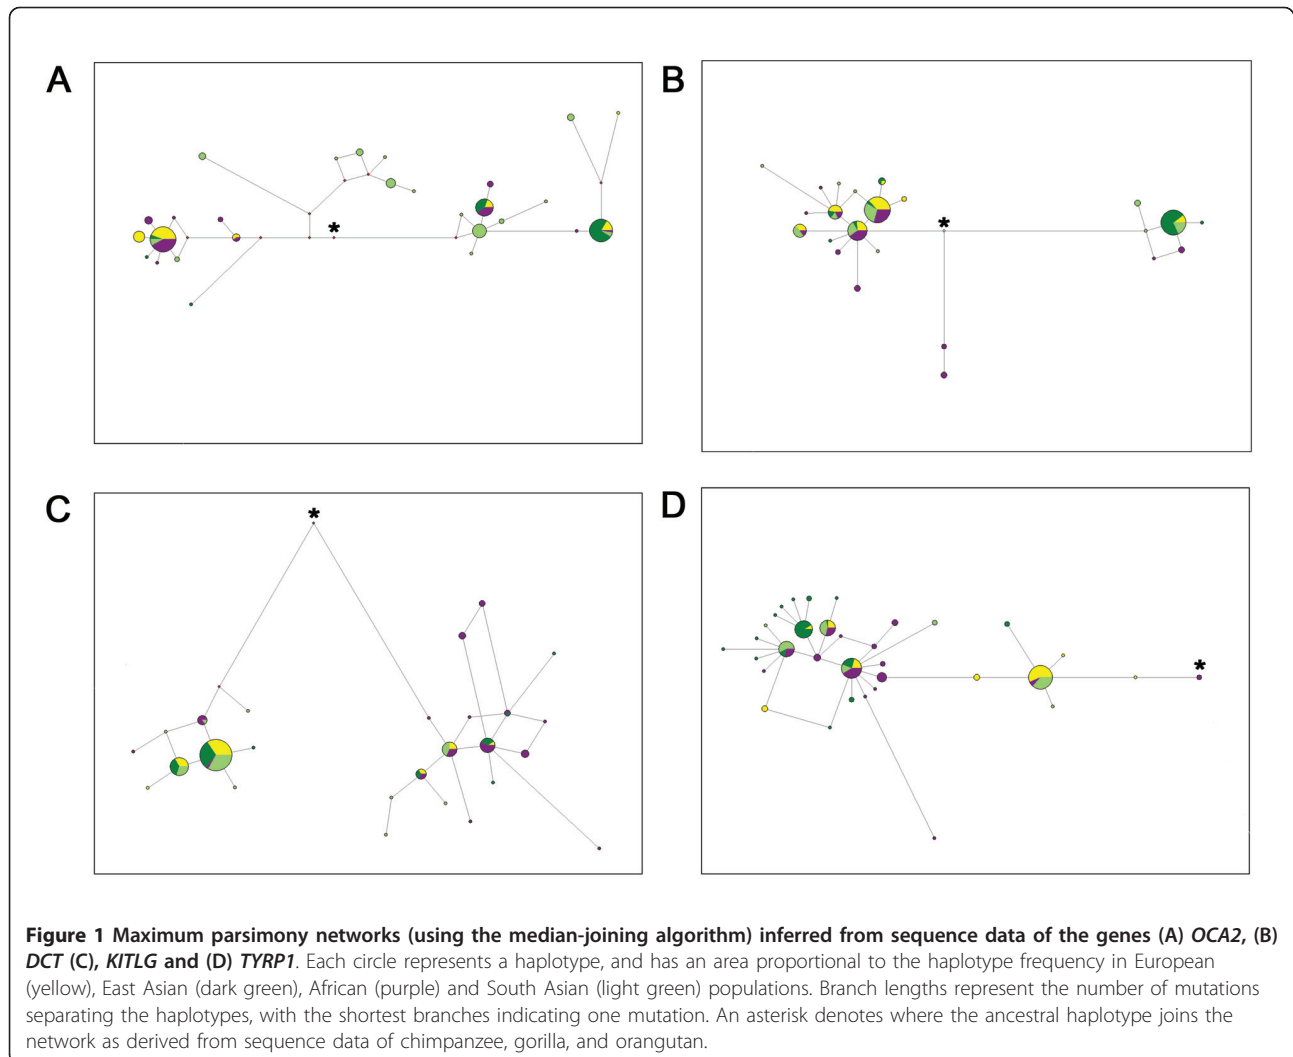 A
B
*
*
C
*
D
*
Figure 1 Maximum parsimony networks (using the median-joining algorithm) inferred from sequence data of the genes (A) OCA2, (B)
DCT (C), KITLG and (D) TYRP1. Each circle represents a haplotype, and has an area proportional to the haplotype frequency in European
(yellow), East Asian (dark green), African (purple) and South Asian (light green) populations. Branch lengths represent the number of mutations
separating the haplotypes, with the shortest branches indicating one mutation. An asterisk denotes where the ancestral haplotype joins the
network as derived from sequence data of chimpanzee, gorilla, and orangutan.